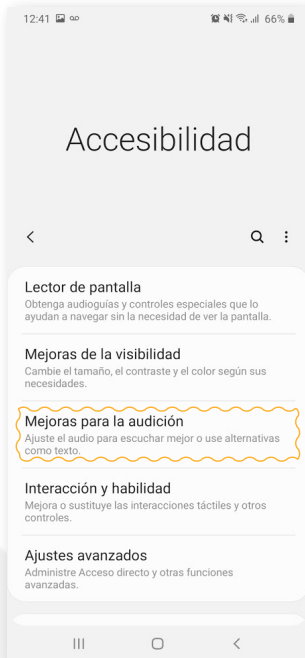 12:41
66%
Accesibilidad
Lector de pantalla
Obtenga audioguías y controles especiales que lo
ayudan a navegar sin la necesidad de ver la pantalla.
Mejoras de la visibilidad
Cambie el tamaño, el contraste y el color según sus
necesidades.
Mejoras para la audición
Ajuste el audio para escuchar mejor o use alternativas
como texto.
Interacción y habilidad
Mejora o sustituye las interacciones táctiles y otros
controles.
Ajustes avanzados
Administre Acceso directo y otras funciones
avanzadas.